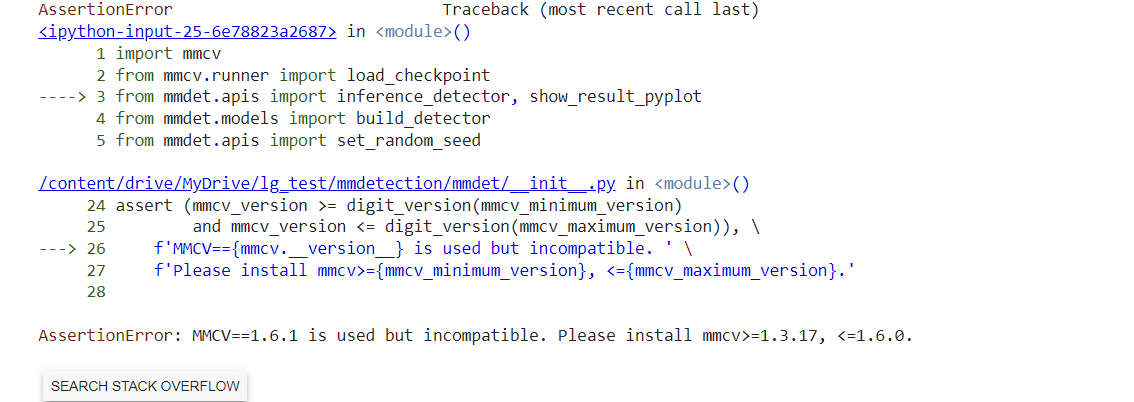 AssertionError                            Traceback (most recent call last)
<ipython-input-25-6e78823a2687> in <module>()
      1 import mmcv
      2 from mmcv.runner import load_checkpoint
----> 3 from mmdet.apis import inference_detector, show_result_pyplot
      4 from mmdet.models import build_detector
      5 from mmdet.apis import set_random_seed
/content/drive/MyDrive/lg_test/mmdetection/mmdet/__init__.py in <module>()
     24 assert (mmcv_version >= digit_version(mmcv_minimum_version)
     25         and mmcv_version <= digit_version(mmcv_maximum_version)), \
---> 26     f'MMCV=={mmcv.__version__} is used but incompatible. ' \
     27     f'Please install mmcv>={mmcv_minimum_version}, <={mmcv_maximum_version}.'
     28
AssertionError: MMCV==1.6.1 is used but incompatible. Please install mmcv>=1.3.17, <=1.6.0.
SEARCH STACK OVERFLOW